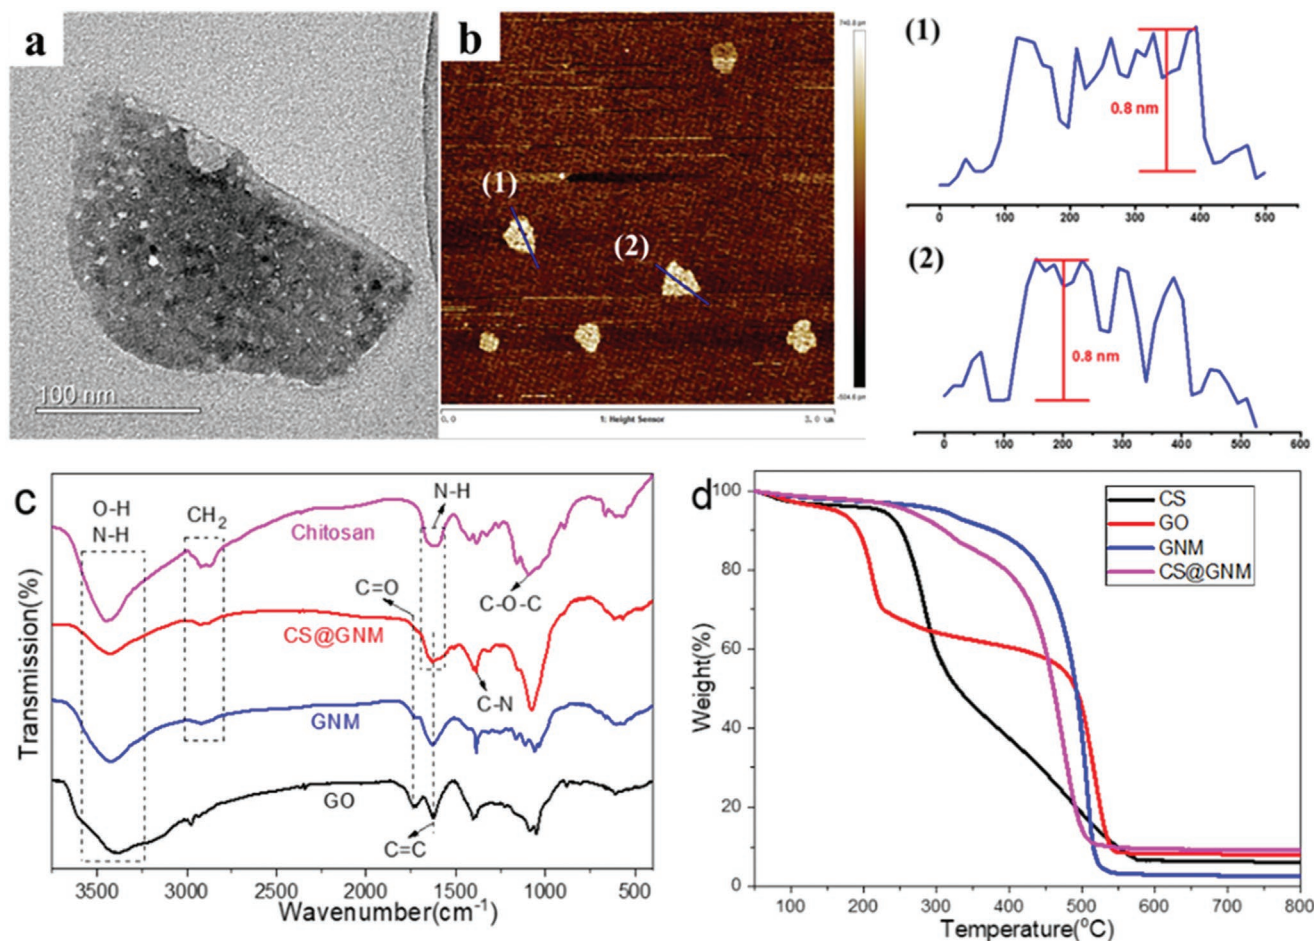 a
100 nm
b
740.8 pm
(1)
(2)
0.0
1: Height Sensor
(1)
0.8 nm
0 100 200 300 400 500
(2)
0.8 nm
0 100 200 300 400 500 600
c
O-H
N-H
CH₂
N-H
Chitosan
C=O
C-O-C
CS@GNM
C-N
GNM
GO
C=C
Transmission(%)
3500 3000 2500 2000 1500 1000 500
Wavenumber(cm⁻¹)
d
CS
GO
GNM
CS@GNM
100
80
60
40
20
0
Weight(%)
100 200 300 400 500 600 700 800
Temperature(°C)